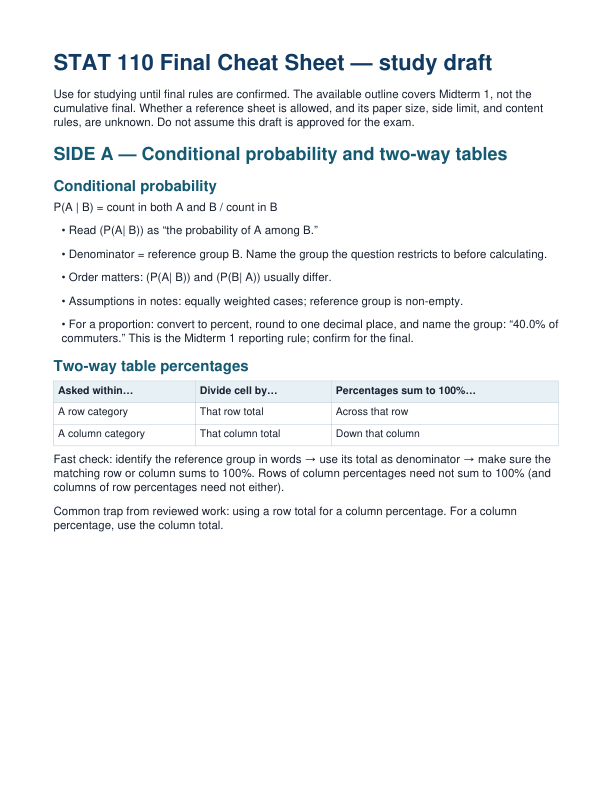 STAT 110 Final Cheat Sheet — study draft
Use for studying until final rules are confirmed. The available outline covers Midterm 1, not the
cumulative final. Whether a reference sheet is allowed, and its paper size, side limit, and content
rules, are unknown. Do not assume this draft is approved for the exam.
SIDE A — Conditional probability and two-way tables
Conditional probability
P(A | B) = count in both A and B / count in B
• Read (P(A| B)) as “the probability of A among B.”
• Denominator = reference group B. Name the group the question restricts to before calculating.
• Order matters: (P(A| B)) and (P(B| A)) usually differ.
• Assumptions in notes: equally weighted cases; reference group is non-empty.
• For a proportion: convert to percent, round to one decimal place, and name the group: “40.0% of
commuters.” This is the Midterm 1 reporting rule; confirm for the final.
Two-way table percentages
Asked within… Divide cell by… Percentages sum to 100%…
A row category That row total Across that row
A column category That column total Down that column
Fast check: identify the reference group in words → use its total as denominator → make sure the
matching row or column sums to 100%. Rows of column percentages need not sum to 100% (and
columns of row percentages need not either).
Common trap from reviewed work: using a row total for a column percentage. For a column
percentage, use the column total.